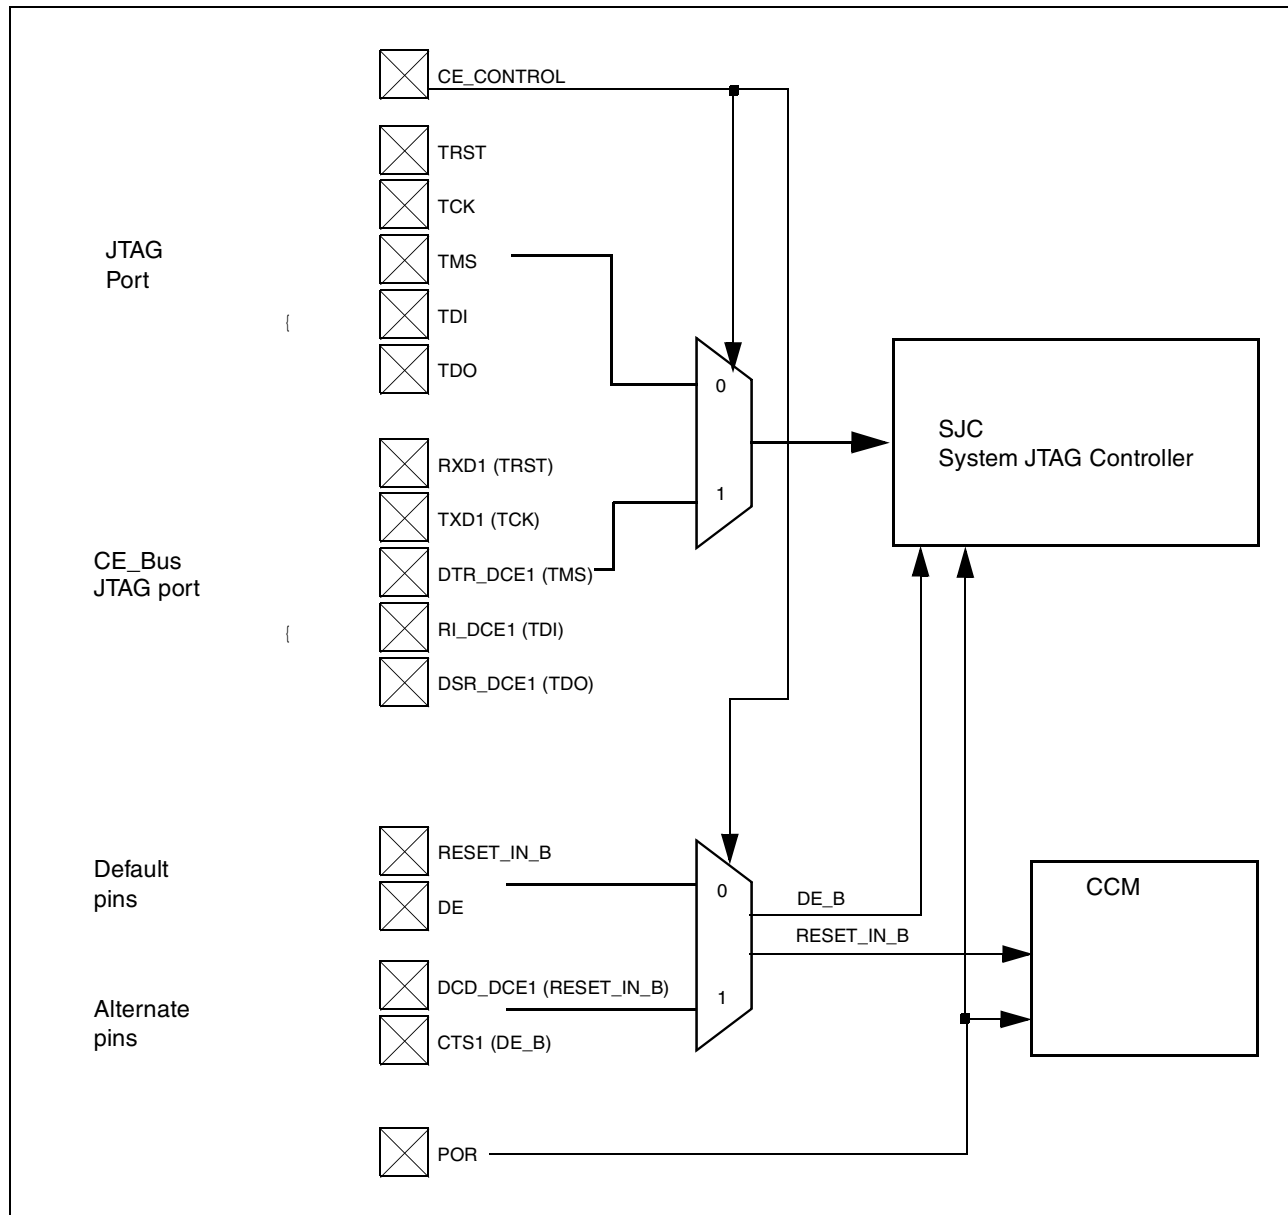 CE_CONTROL
TRST
TCK
JTAG
Port
TMS
TDI
{
TDO
0
SJC
System JTAG Controller
RXD1 (TRST)
1
TXD1 (TCK)
CE_Bus
JTAG port
DTR_DCE1 (TMS)
RI_DCE1 (TDI)
{
DSR_DCE1 (TDO)
Default
pins
RESET_IN_B
DE
0
DE_B
RESET_IN_B
CCM
Alternate
pins
DCD_DCE1 (RESET_IN_B)
1
CTS1 (DE_B)
POR